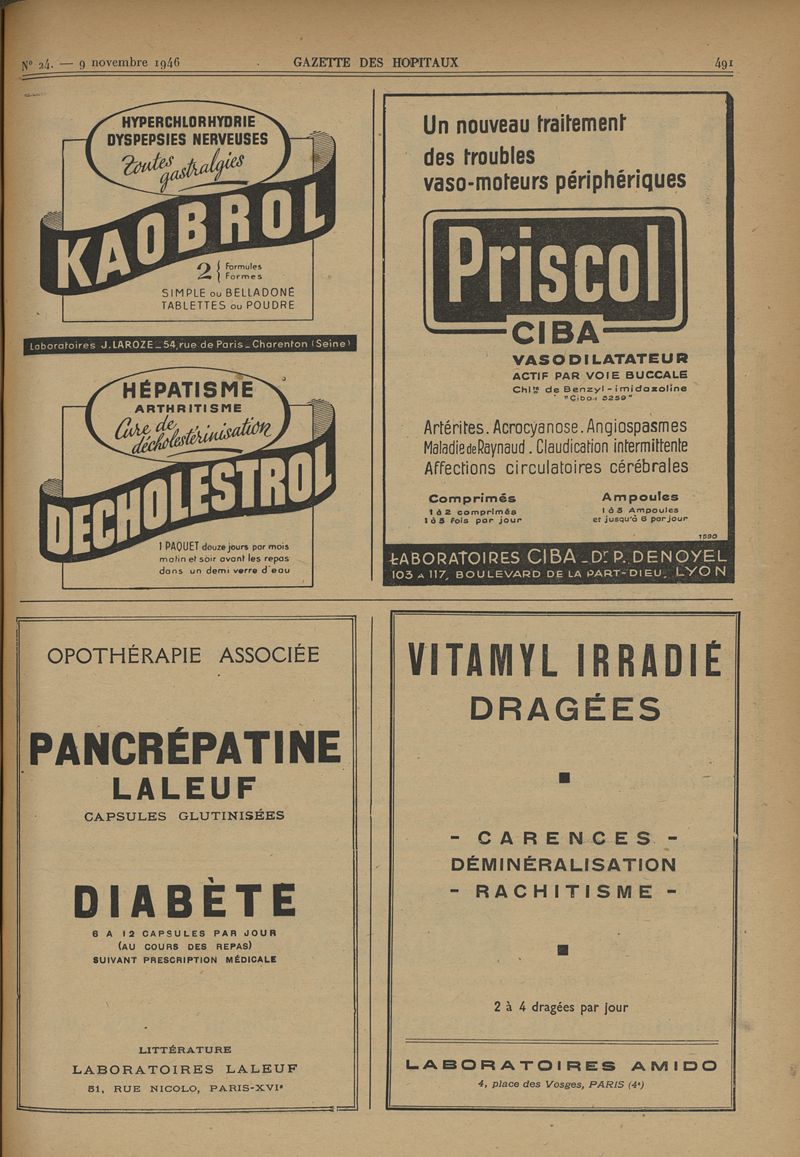 N° 24. — 9 novembre 1946
GAZETTE DES HOPITAUX
491
HYPERCHLORHYDRIE
DYSPEPSIES NERVEUSES
Toutes
gastralgies
KAOBROL
2 { Formules
Formes
SIMPLE ou BELLADONÉ
TABLETTES ou POUDRE
Laboratoires J. LAROZE _ 54, rue de Paris _ Charenton (Seine)
HÉPATISME
ARTHRITISME
Cure de
décholestérinisation
DECHOLESTROL
1 PAQUET douze jours par mois
matin et soir avant les repas
dans un demi verre d'eau
Un nouveau traitement
des troubles
vaso-moteurs périphériques
Priscol
CIBA
VASODILATATEUR
ACTIF PAR VOIE BUCCALE
Chlte de Benzyl-imidazoline
"Ciba: 5259"
Artérites. Acrocyanose. Angiospasmes
Maladie de Raynaud. Claudication intermittente
Affections circulatoires cérébrales
Comprimés
1 à 2 comprimés
1 à 5 fois par jour
Ampoules
1 à 3 Ampoules
et jusqu'à 6 par jour
1590
LABORATOIRES CIBA _ Dr P. DENOYEL
103 A 117, BOULEVARD DE LA PART-DIEU, LYON
OPOTHÉRAPIE ASSOCIÉE
PANCRÉPATINE
LALEUF
CAPSULES GLUTINISÉES
DIABÈTE
6 A 12 CAPSULES PAR JOUR
(AU COURS DES REPAS)
SUIVANT PRESCRIPTION MÉDICALE
LITTÉRATURE
LABORATOIRES LALEUF
51, RUE NICOLO, PARIS-XVIe
VITAMYL IRRADIÉ
DRAGÉES
- CARENCES -
DÉMINÉRALISATION
- RACHITISME -
2 à 4 dragées par jour
LABORATOIRES AMIDO
4, place des Vosges, PARIS (4e)